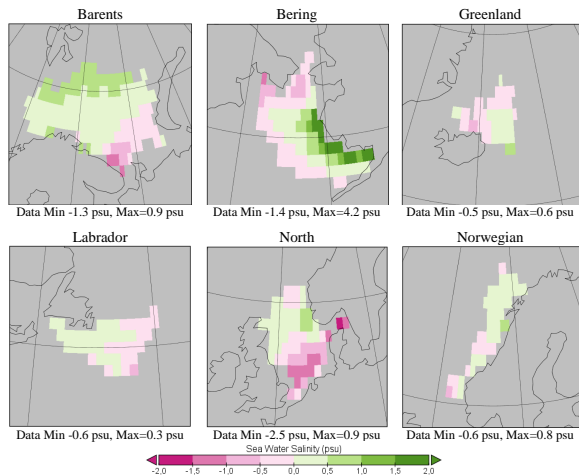 Barents Bering Greenland
Data Min -1.3 psu, Max=0.9 psu Data Min -1.4 psu, Max=4.2 psu Data Min -0.5 psu, Max=0.6 psu
Labrador North Norwegian
Data Min -0.6 psu, Max=0.3 psu Data Min -2.5 psu, Max=0.9 psu Data Min -0.6 psu, Max=0.8 psu
Sea Water Salinity (psu)
-2.0 -1.5 -1.0 -0.5 0.0 0.5 1.0 1.5 2.0